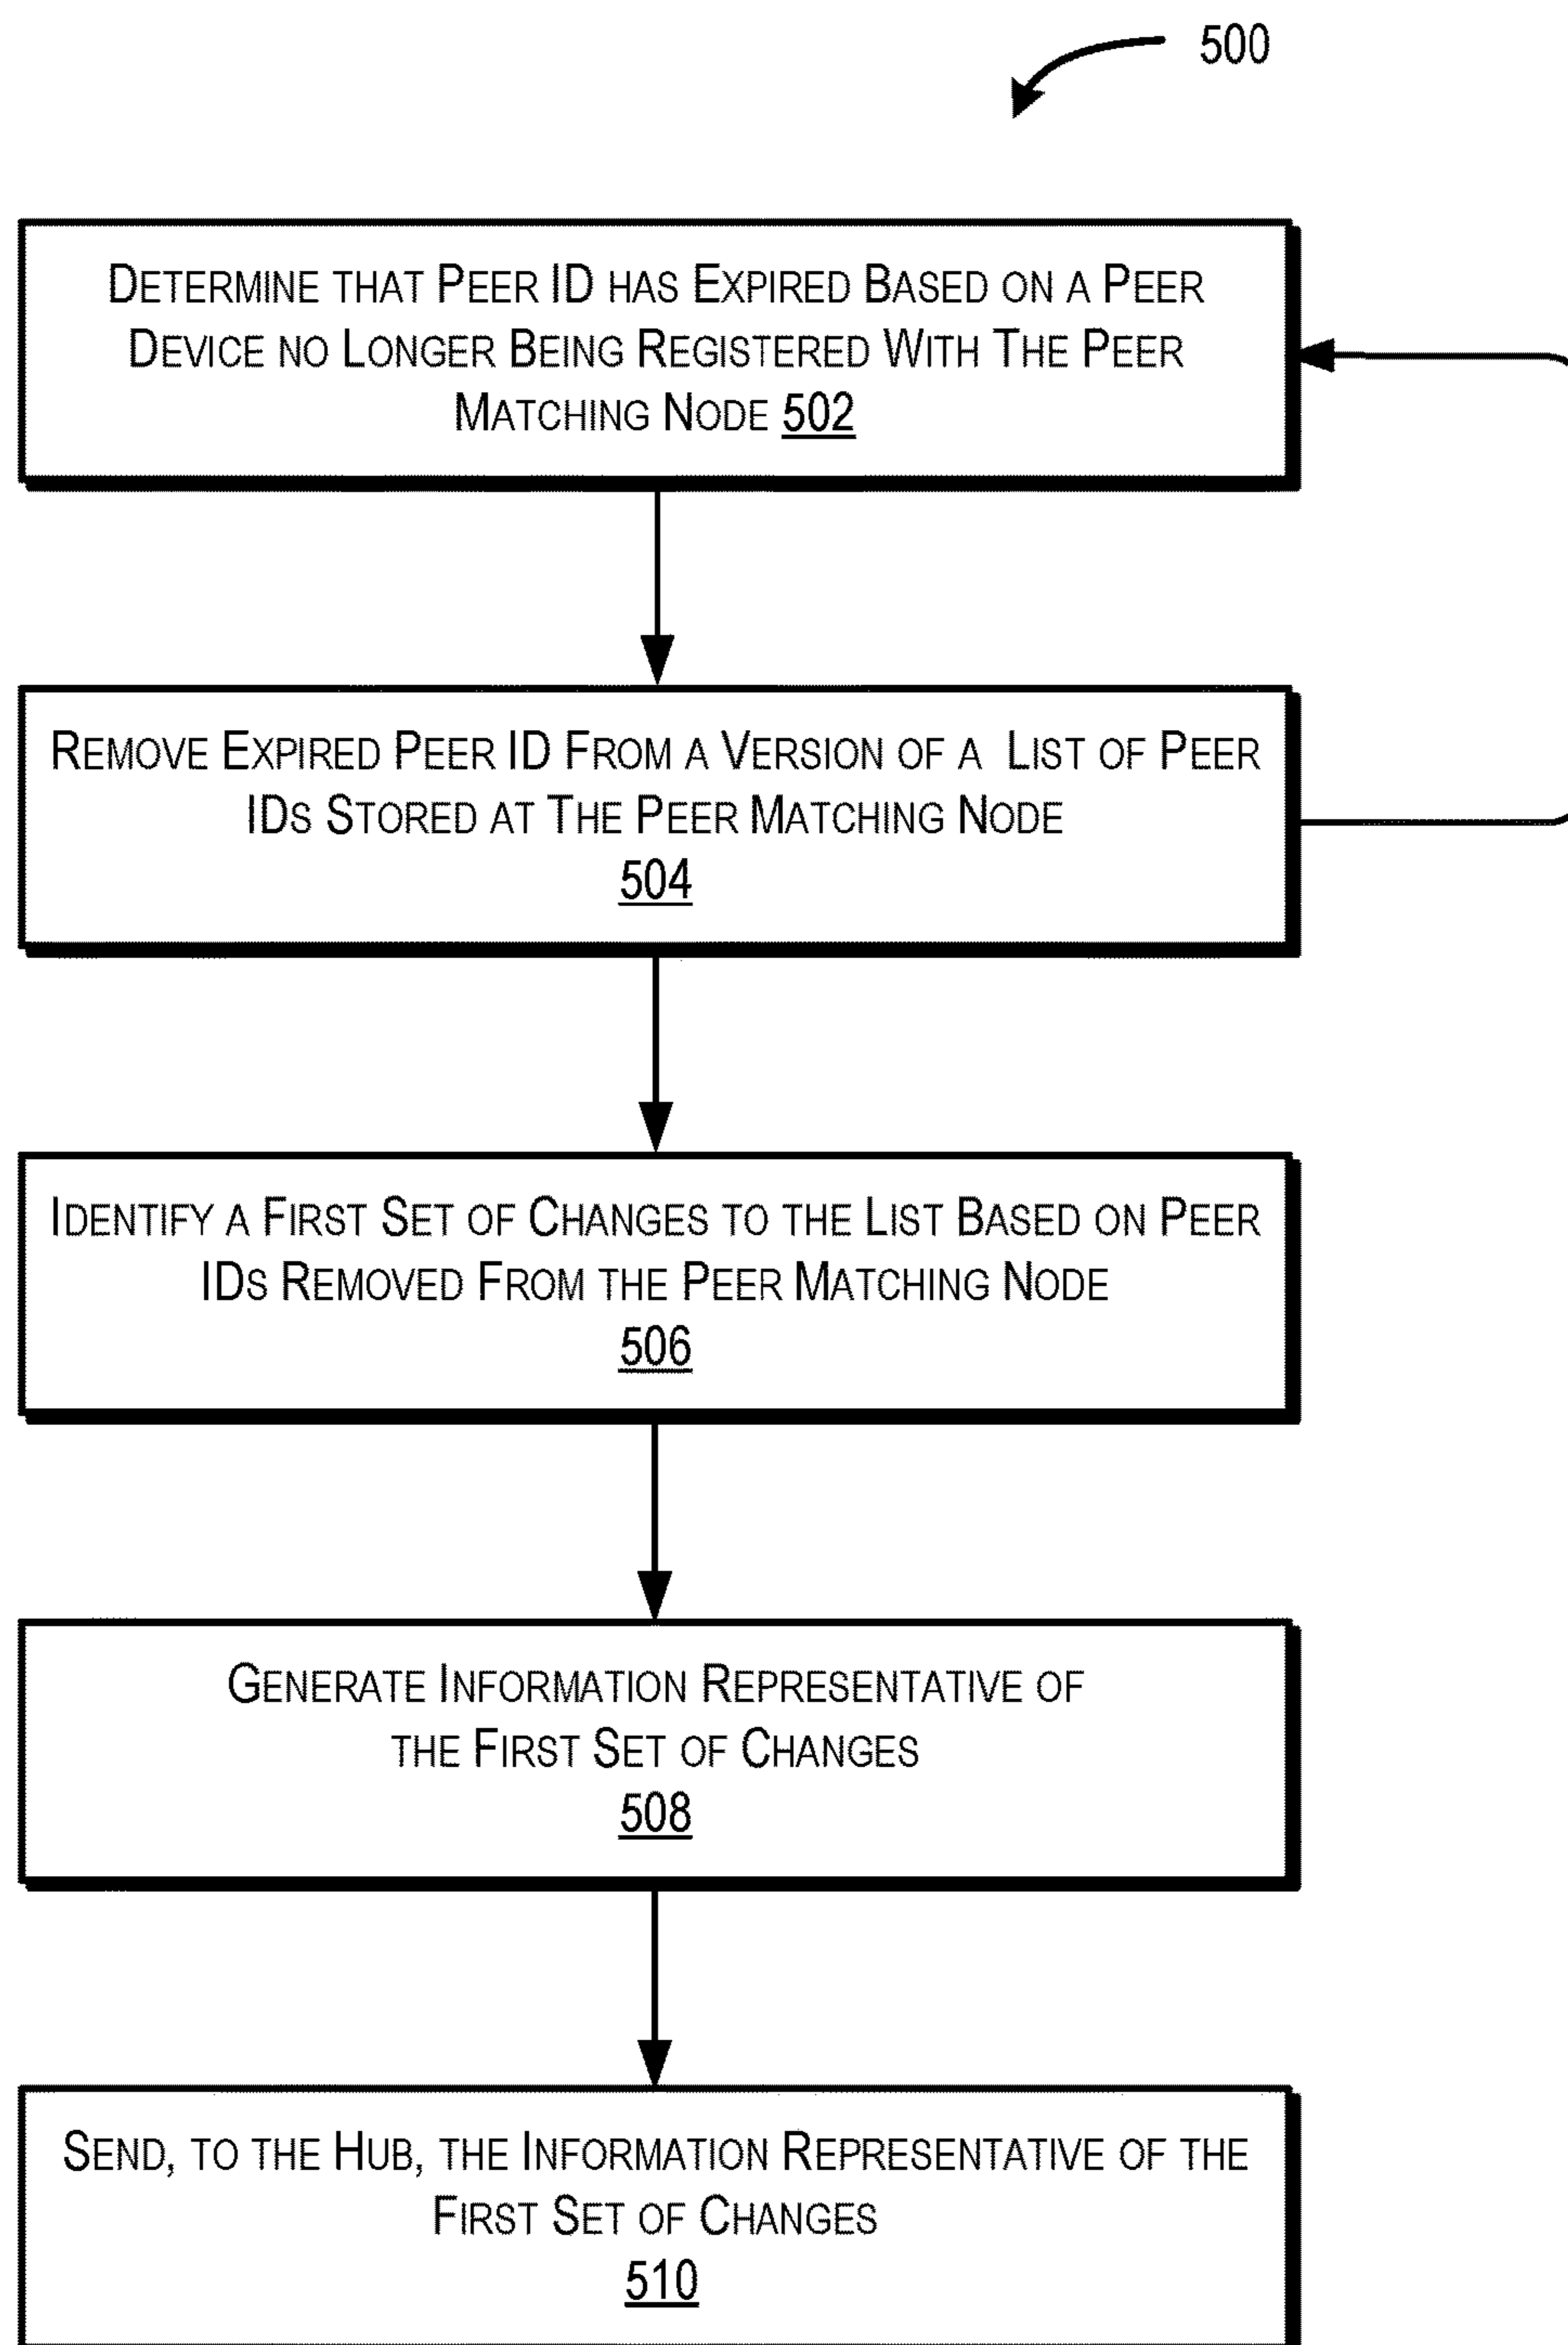 500
DETERMINE THAT PEER ID HAS EXPIRED BASED ON A PEER
DEVICE NO LONGER BEING REGISTERED WITH THE PEER
MATCHING NODE 502
REMOVE EXPIRED PEER ID FROM A VERSION OF A LIST OF PEER
IDS STORED AT THE PEER MATCHING NODE
504
IDENTIFY A FIRST SET OF CHANGES TO THE LIST BASED ON PEER
IDS REMOVED FROM THE PEER MATCHING NODE
506
GENERATE INFORMATION REPRESENTATIVE OF
THE FIRST SET OF CHANGES
508
SEND, TO THE HUB, THE INFORMATION REPRESENTATIVE OF THE
FIRST SET OF CHANGES
510